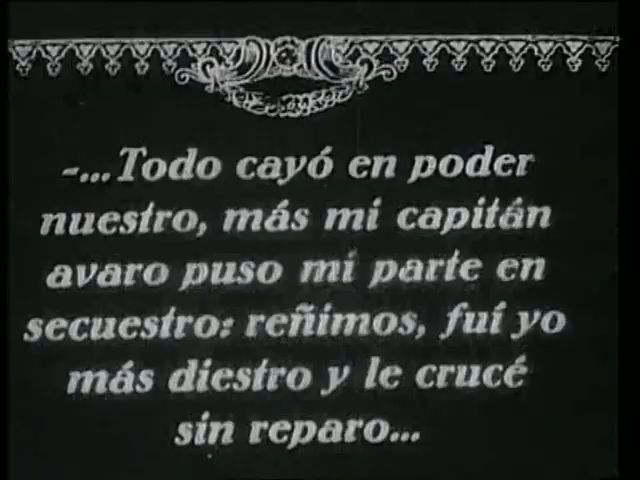 -...Todo cayó en poder
nuestro, más mi capitán
avaro puso mi parte en
secuestro: reñimos, fuí yo
más diestro y le crucé
sin reparo...